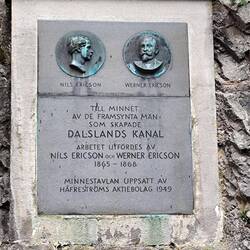 NILS ERICSON WERNER ERICSON
TILL MINNET
AV DE FRAMSYNTA MÄN
SOM SKAPADE
DALSLANDS KANAL
ARBETET UTFÖRDES AV
NILS ERICSON OCH WERNER ERICSON
1865 – 1868
MINNESTAVLAN UPPSATT AV
HÅFRESTRÖMS AKTIEBOLAG 1949